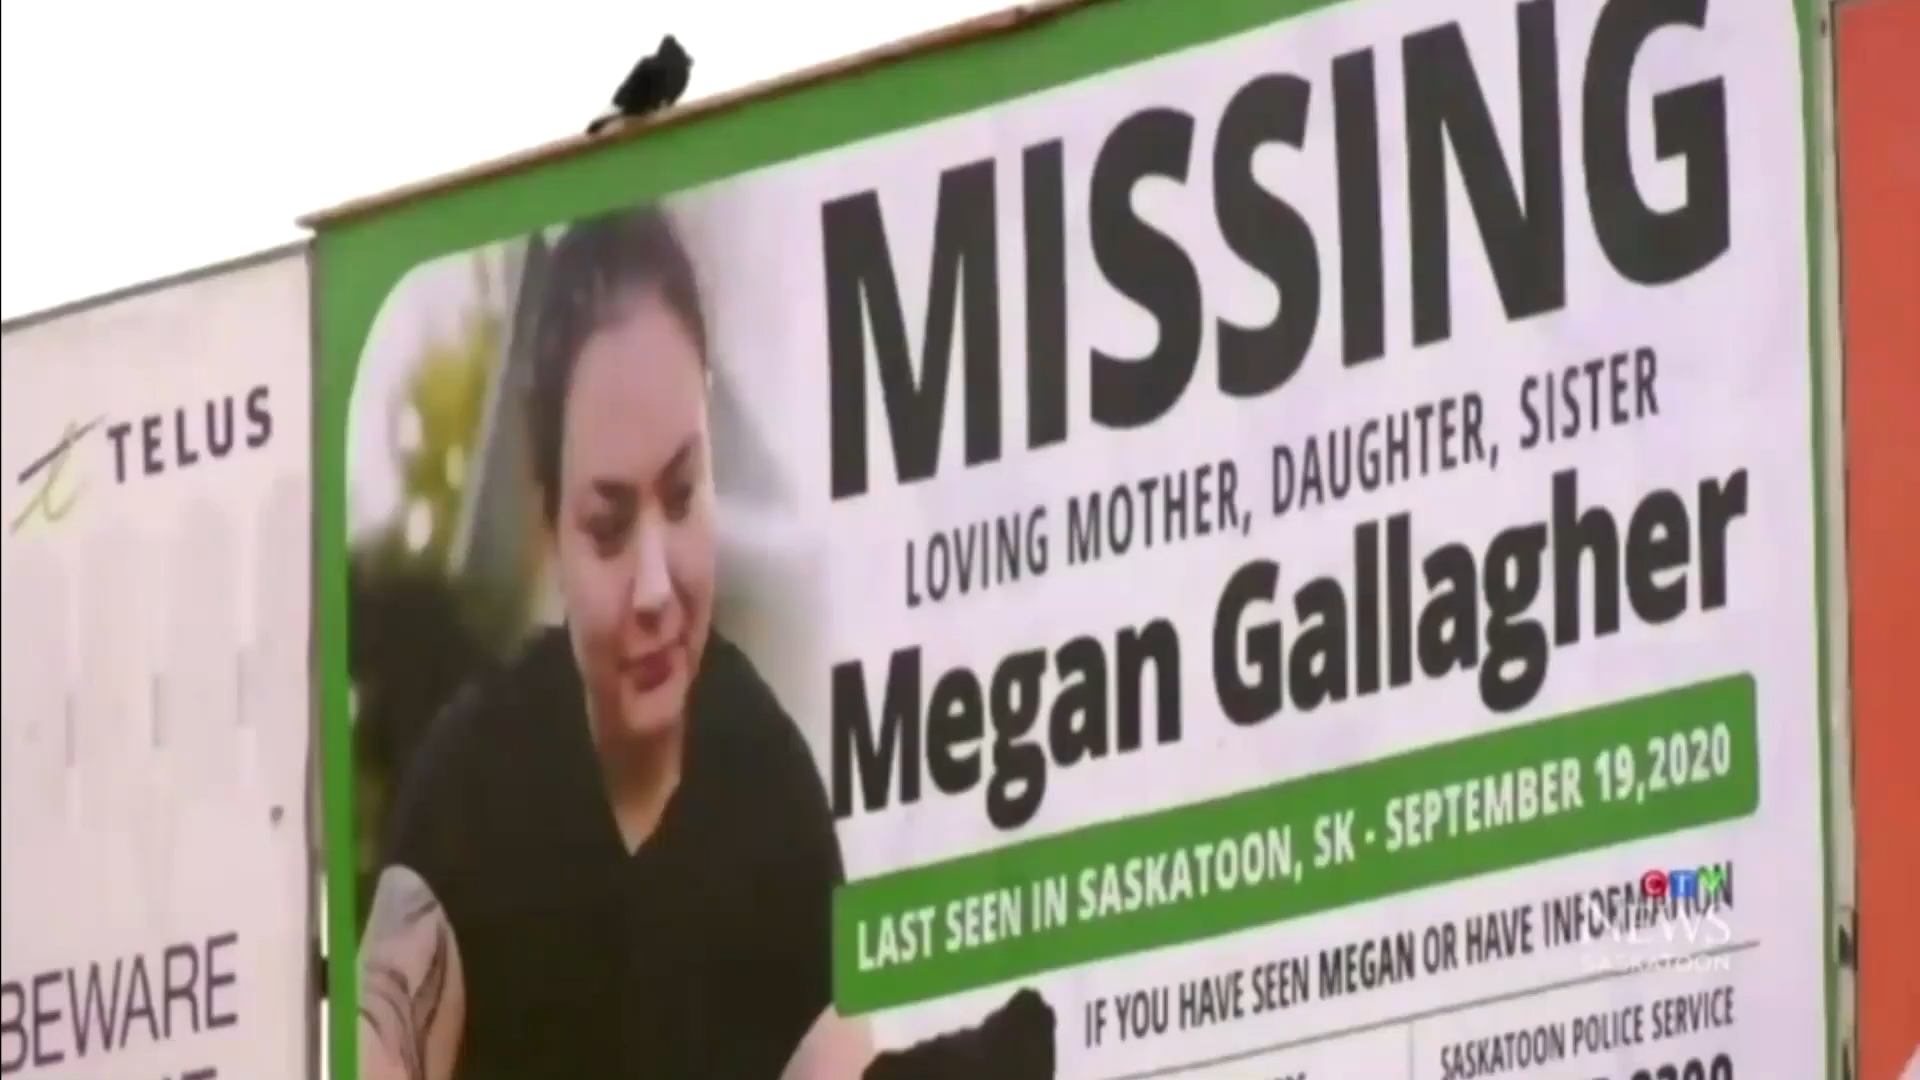 MISSING
LOVING MOTHER, DAUGHTER, SISTER
Megan Gallagher
LAST SEEN IN SASKATOON, SK - SEPTEMBER 19,2020
IF YOU HAVE SEEN MEGAN OR HAVE INFORMATION
SASKATOON POLICE SERVICE
TELUS
BEWARE
CTV
NEWS
SASKATOON